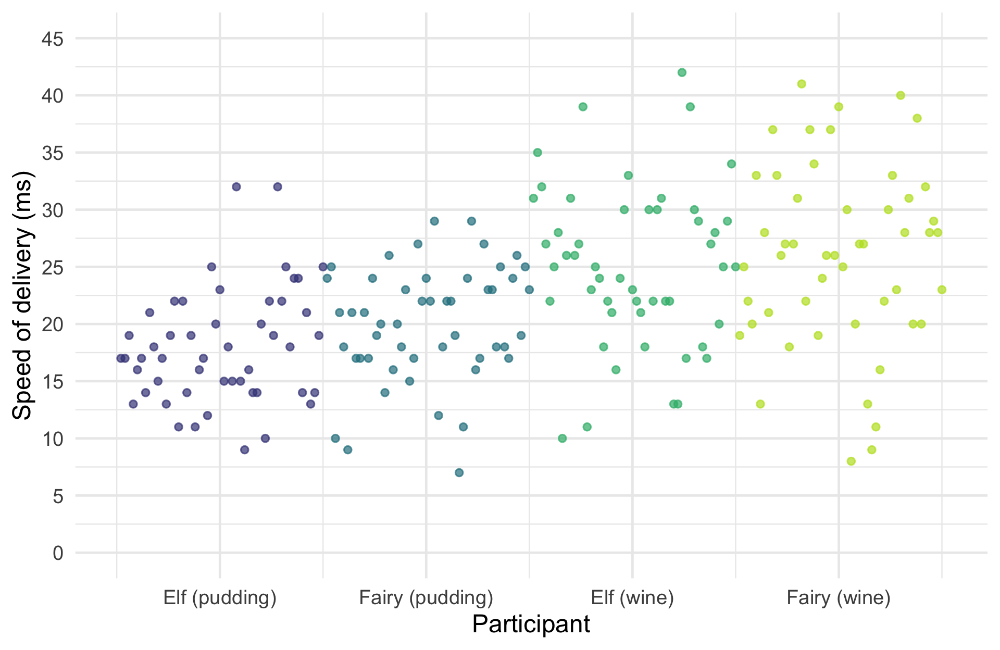 Speed of delivery (ms)
45
40
35
30
25
20
15
10
5
0
Elf (pudding)
Fairy (pudding)
Elf (wine)
Fairy (wine)
Participant